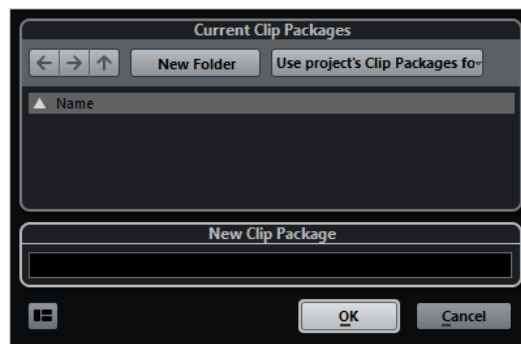 Current Clip Packages
New Folder
Use project's Clip Packages fo
Name
New Clip Package
OK
Cancel